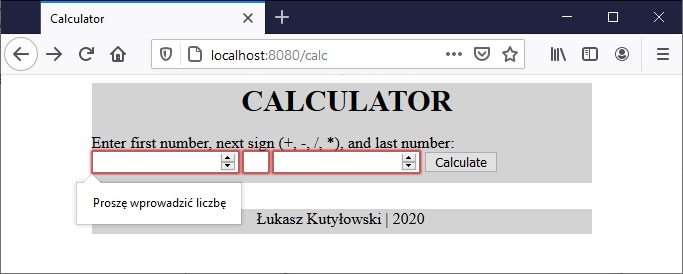 Calculator
localhost:8080/calc
CALCULATOR
Enter first number, next sign (+, -, /, *), and last number:
Calculate
Proszę wprowadzić liczbę
Łukasz Kutyłowski | 2020